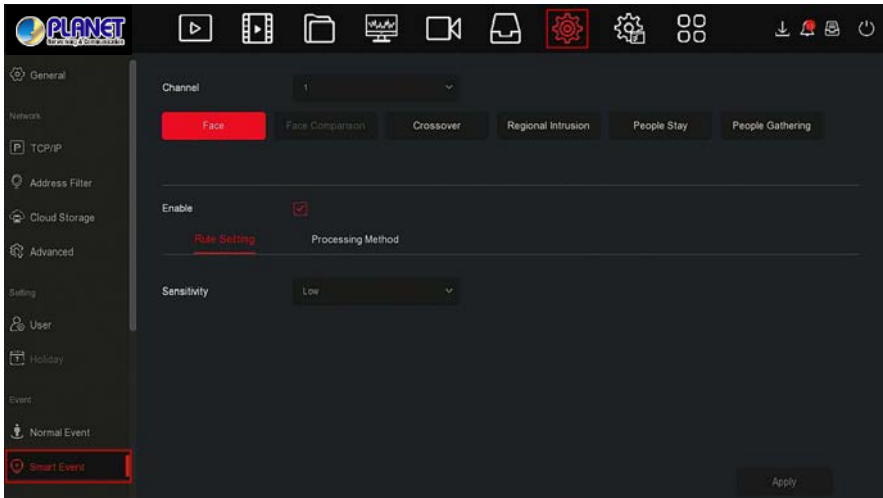 PLANET
Networking & Communication
General
Network
TCP/IP
Address Filter
Cloud Storage
Advanced
Setting
User
Holiday
Event
Normal Event
Smart Event
Channel
1
Face
Face Comparison
Crossover
Regional Intrusion
People Stay
People Gathering
Enable
Rule Setting
Processing Method
Sensitivity
Low
Apply